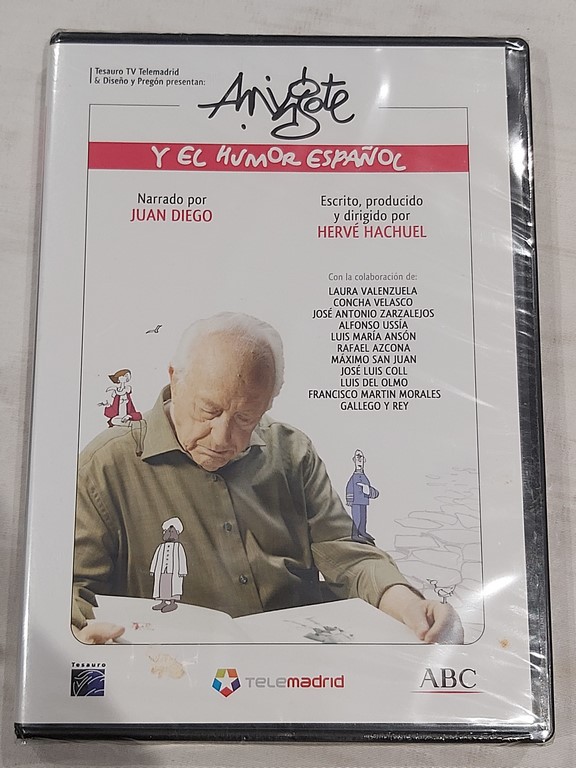 Tesauro TV Telemadrid
& Diseño y Pregón presentan:
Mingote
Y EL HUMOR ESPAÑOL
Narrado por
JUAN DIEGO
Escrito, producido
y dirigido por
HERVÉ HACHUEL
Con la colaboración de:
LAURA VALENZUELA
CONCHA VELASCO
JOSÉ ANTONIO ZARZALEJOS
ALFONSO USSÍA
LUIS MARÍA ANSÓN
RAFAEL AZCONA
MÁXIMO SAN JUAN
JOSÉ LUIS COLL
LUIS DEL OLMO
FRANCISCO MARTIN MORALES
GALLEGO Y REY
Tesauro
TELEMADRID
ABC